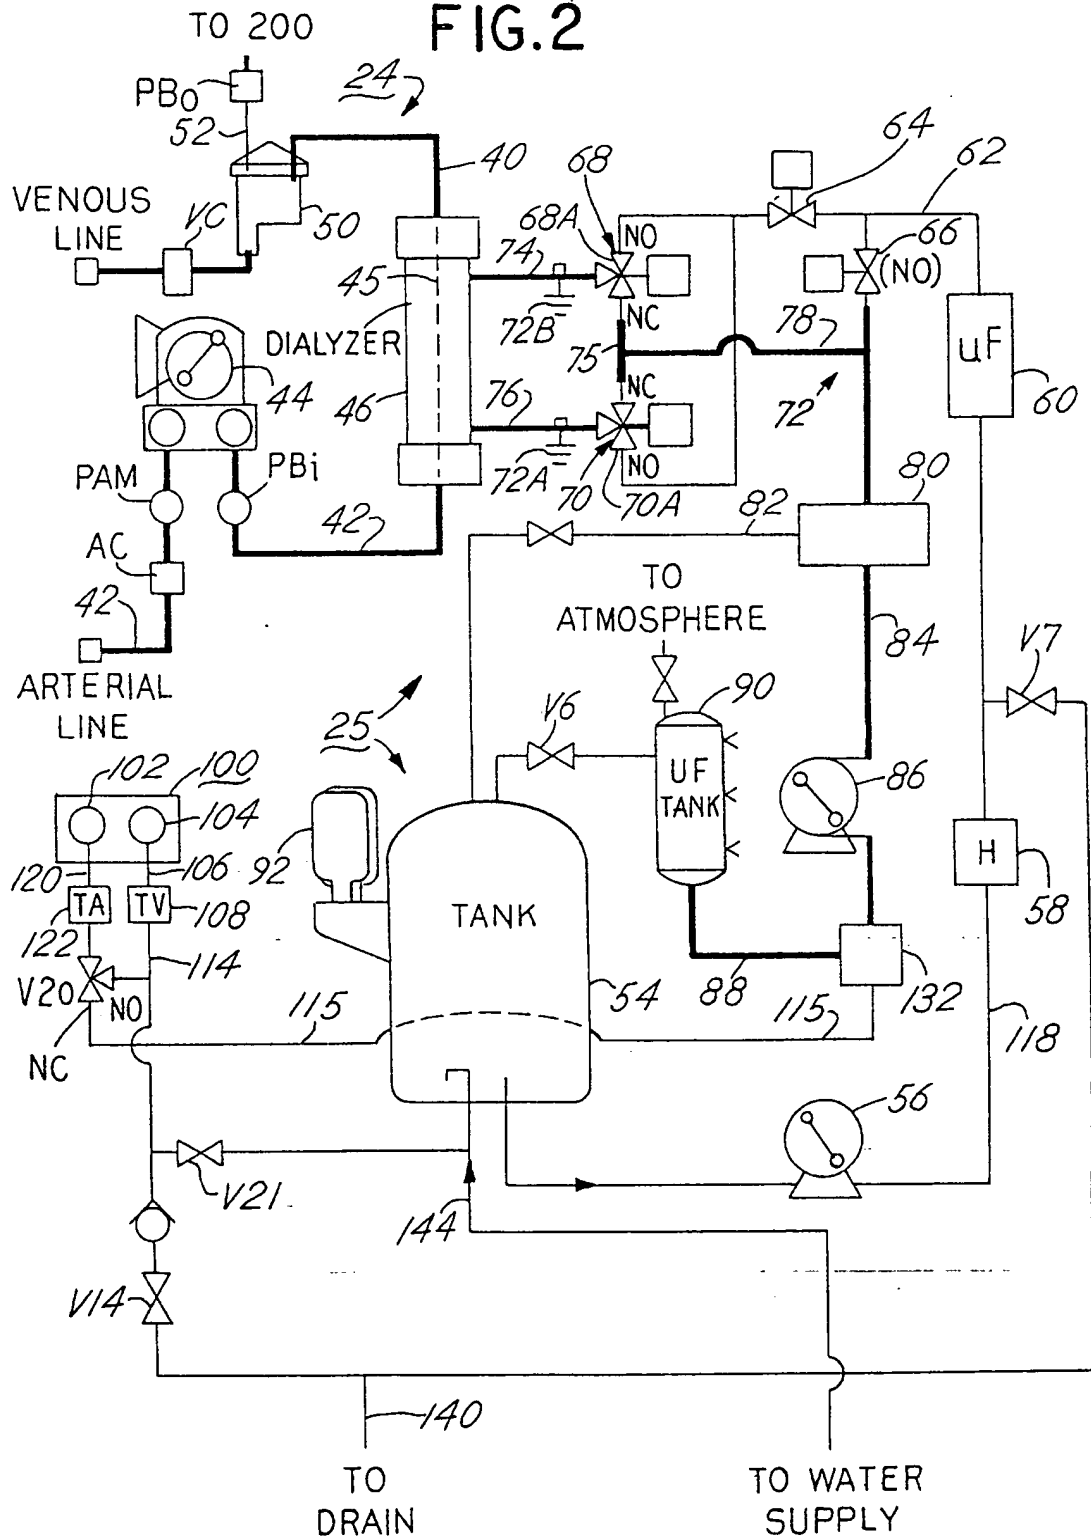 FIG.2
TO 200
PBO
52
24
40
VENOUS
LINE
VC
50
68
68A
NO
64
62
66
(NO)
74
45
72B
NC
75
78
72
DIALYZER
44
46
76
NC
uF
60
PAM
PBi
72A
70
NO
70A
80
82
AC
42
42
84
TO
ATMOSPHERE
ARTERIAL
LINE
V7
25
V6
90
UF
TANK
86
102
100
104
92
120
106
TA
TV
108
122
114
TANK
H
58
V20
NO
NC
115
54
88
115
132
118
56
V21
144
V14
140
TO
DRAIN
TO WATER
SUPPLY